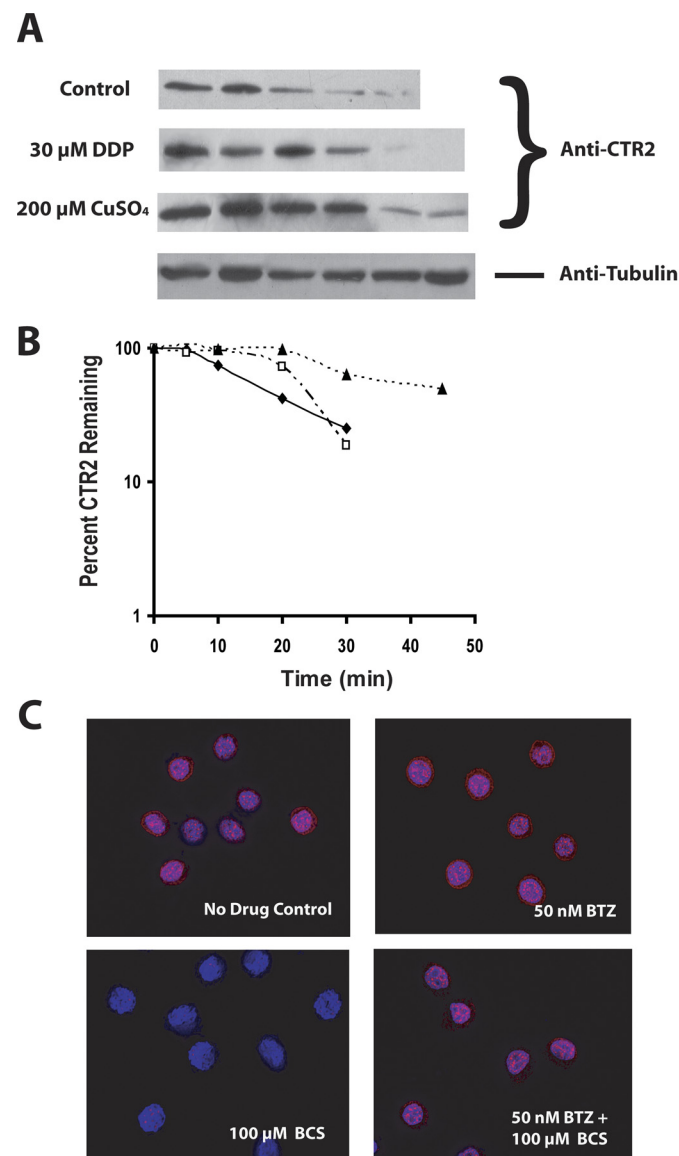 A
Control
30 µM DDP
200 µM CuSO₄
Anti-CTR2
Anti-Tubulin
B
Percent CTR2 Remaining
100
10
1
0 10 20 30 40 50
Time (min)
C
No Drug Control
50 nM BTZ
100 µM BCS
50 nM BTZ +
100 µM BCS